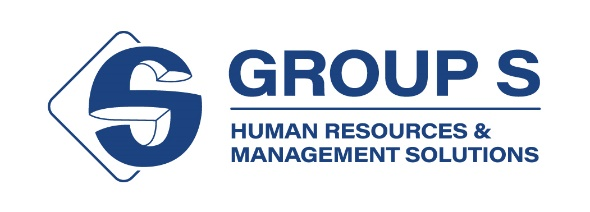 S
GROUP S
HUMAN RESOURCES &
MANAGEMENT SOLUTIONS